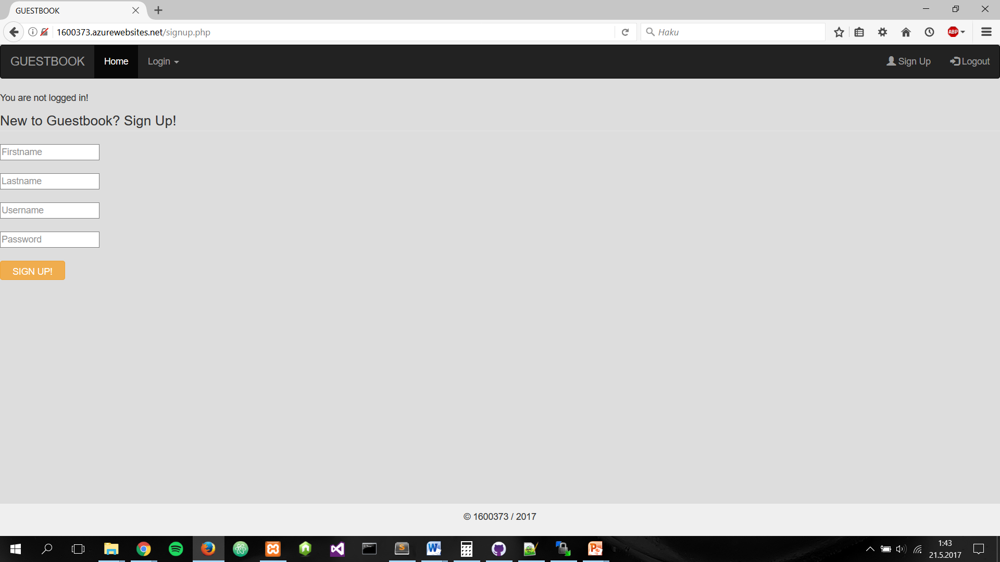 GUESTBOOK
1600373.azurewebsites.net/signup.php
Haku
ABP
GUESTBOOK Home Login Sign Up Logout
You are not logged in!
New to Guestbook? Sign Up!
Firstname
Lastname
Username
Password
SIGN UP!
© 1600373 / 2017
1:43
21.5.2017